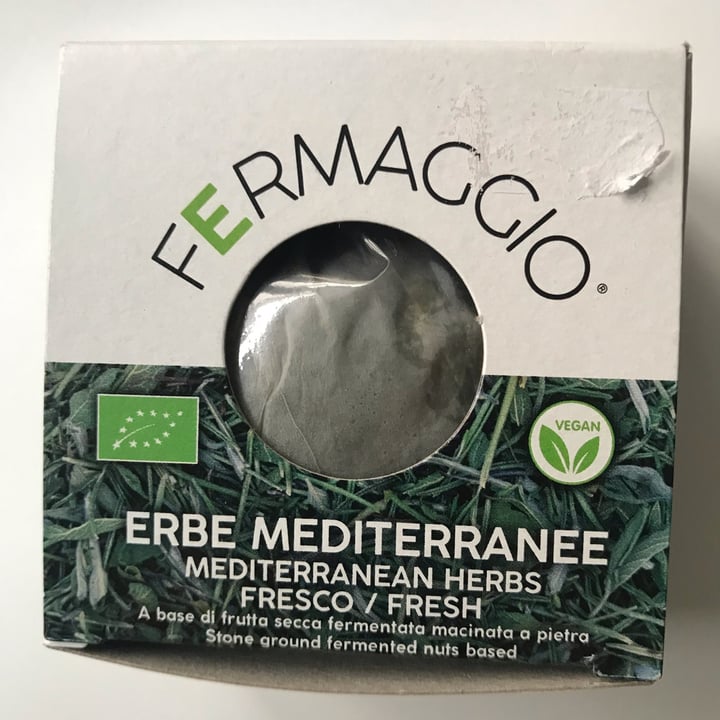 FERMAGGIO®
VEGAN
ERBE MEDITERRANEE
MEDITERRANEAN HERBS
FRESCO / FRESH
A base di frutta secca fermentata macinata a pietra
Stone ground fermented nuts based